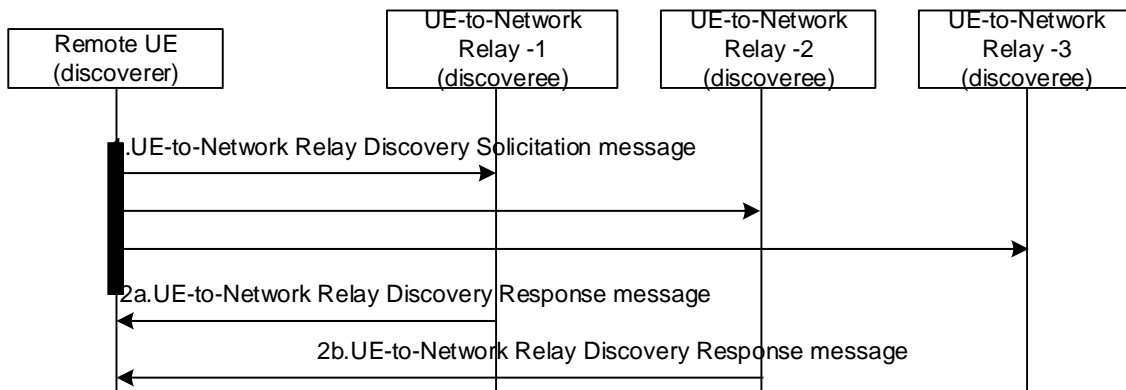 Remote UE
(discoverer)
UE-to-Network
Relay -1
(discoveree)
UE-to-Network
Relay -2
(discoveree)
UE-to-Network
Relay -3
(discoveree)
1.UE-to-Network Relay Discovery Solicitation message
2a.UE-to-Network Relay Discovery Response message
2b.UE-to-Network Relay Discovery Response message